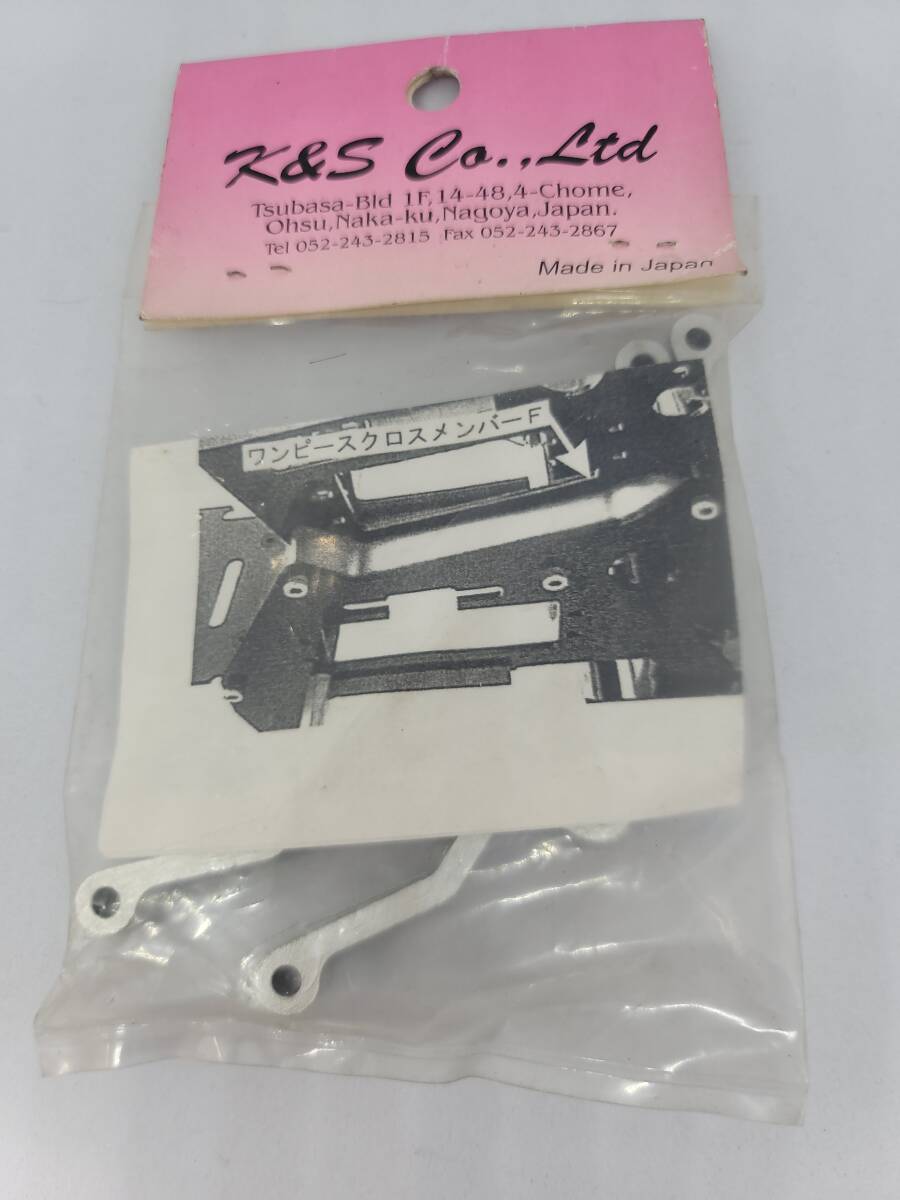 K&S Co.,Ltd
Tsubasa-Bld 1F,14-48,4-Chome,
Ohsu,Naka-ku,Nagoya,Japan.
Tel 052-243-2815 Fax 052-243-2867
Made in Japan
ワンピースクロスメンバーF